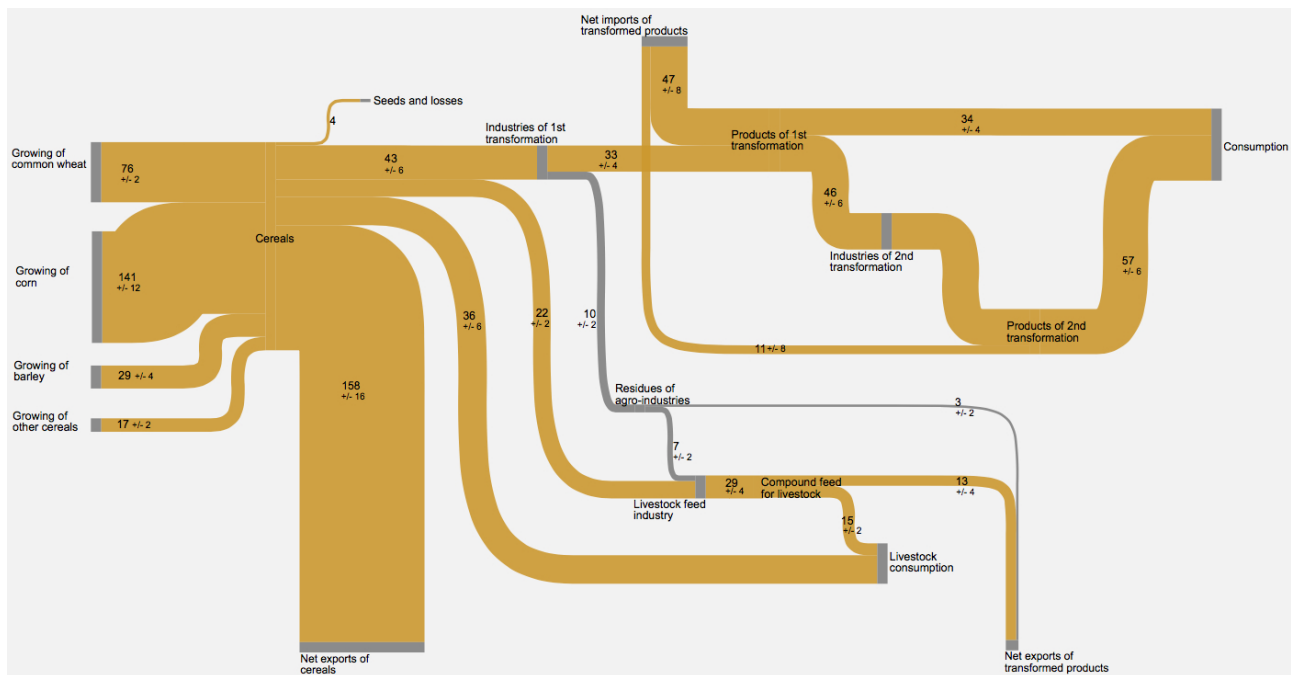 Net imports of
transformed products
47
+/- 8
Seeds and losses
4
Industries of 1st
transformation
Products of 1st
transformation
34
+/- 4
Consumption
Growing of
common wheat
76
+/- 2
43
+/- 6
33
+/- 4
46
+/- 6
Cereals
Industries of 2nd
transformation
57
+/- 6
Growing of
corn
141
+/- 12
36
+/- 6
22
+/- 2
10
+/- 2
Products of 2nd
transformation
11 +/- 8
Growing of
barley
29 +/- 4
158
+/- 16
Residues of
agro-industries
3
+/- 2
Growing of
other cereals
17 +/- 2
7
+/- 2
29
+/- 4
Compound feed
for livestock
13
+/- 4
Livestock feed
industry
15
+/- 2
Livestock
consumption
Net exports of
cereals
Net exports of
transformed products